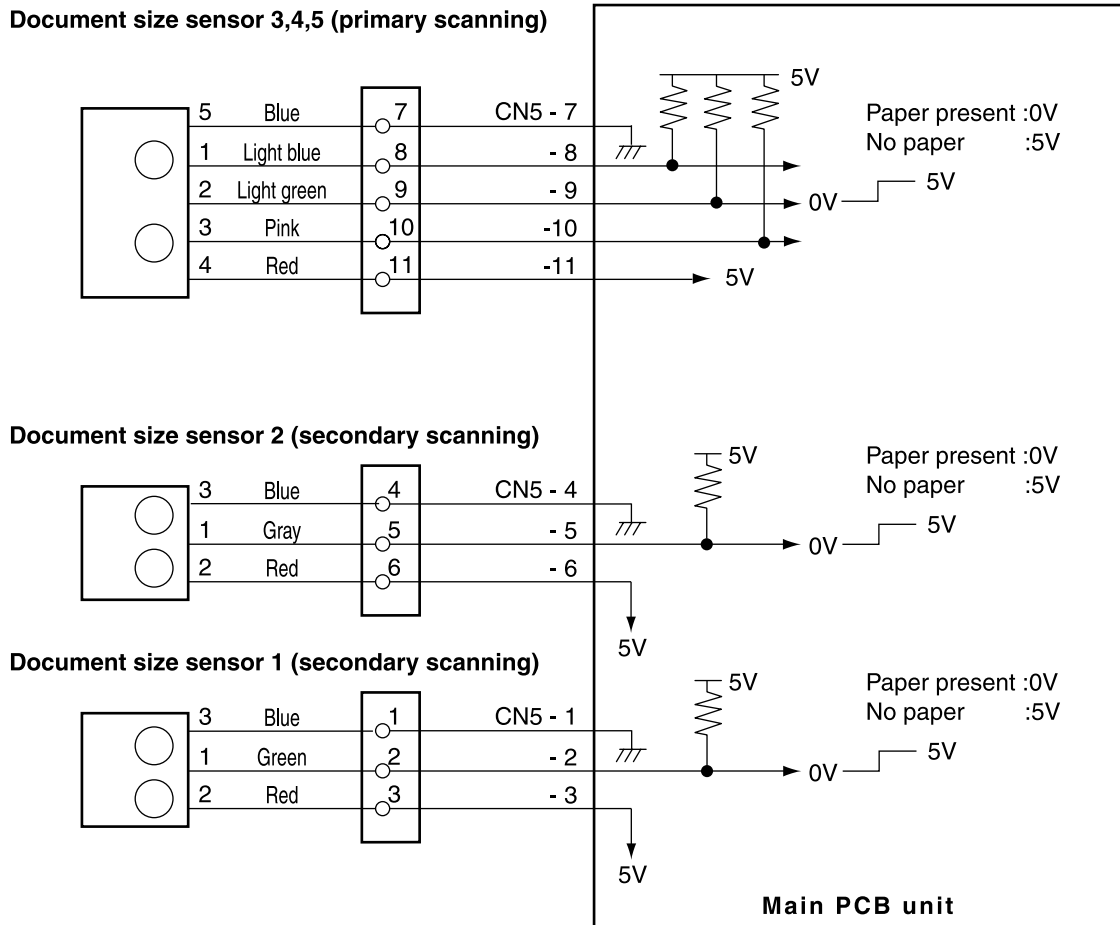 Document size sensor 3,4,5 (primary scanning)
5V
5 Blue 7 CN5 - 7
Paper present :0V
No paper :5V
1 Light blue 8 - 8
2 Light green 9 - 9 0V 5V
3 Pink 10 -10
4 Red 11 -11 5V
Document size sensor 2 (secondary scanning)
5V
Paper present :0V
No paper :5V
3 Blue 4 CN5 - 4
1 Gray 5 - 5 0V 5V
2 Red 6 - 6
5V
Document size sensor 1 (secondary scanning)
5V
Paper present :0V
No paper :5V
3 Blue 1 CN5 - 1
1 Green 2 - 2 0V 5V
2 Red 3 - 3
5V
Main PCB unit